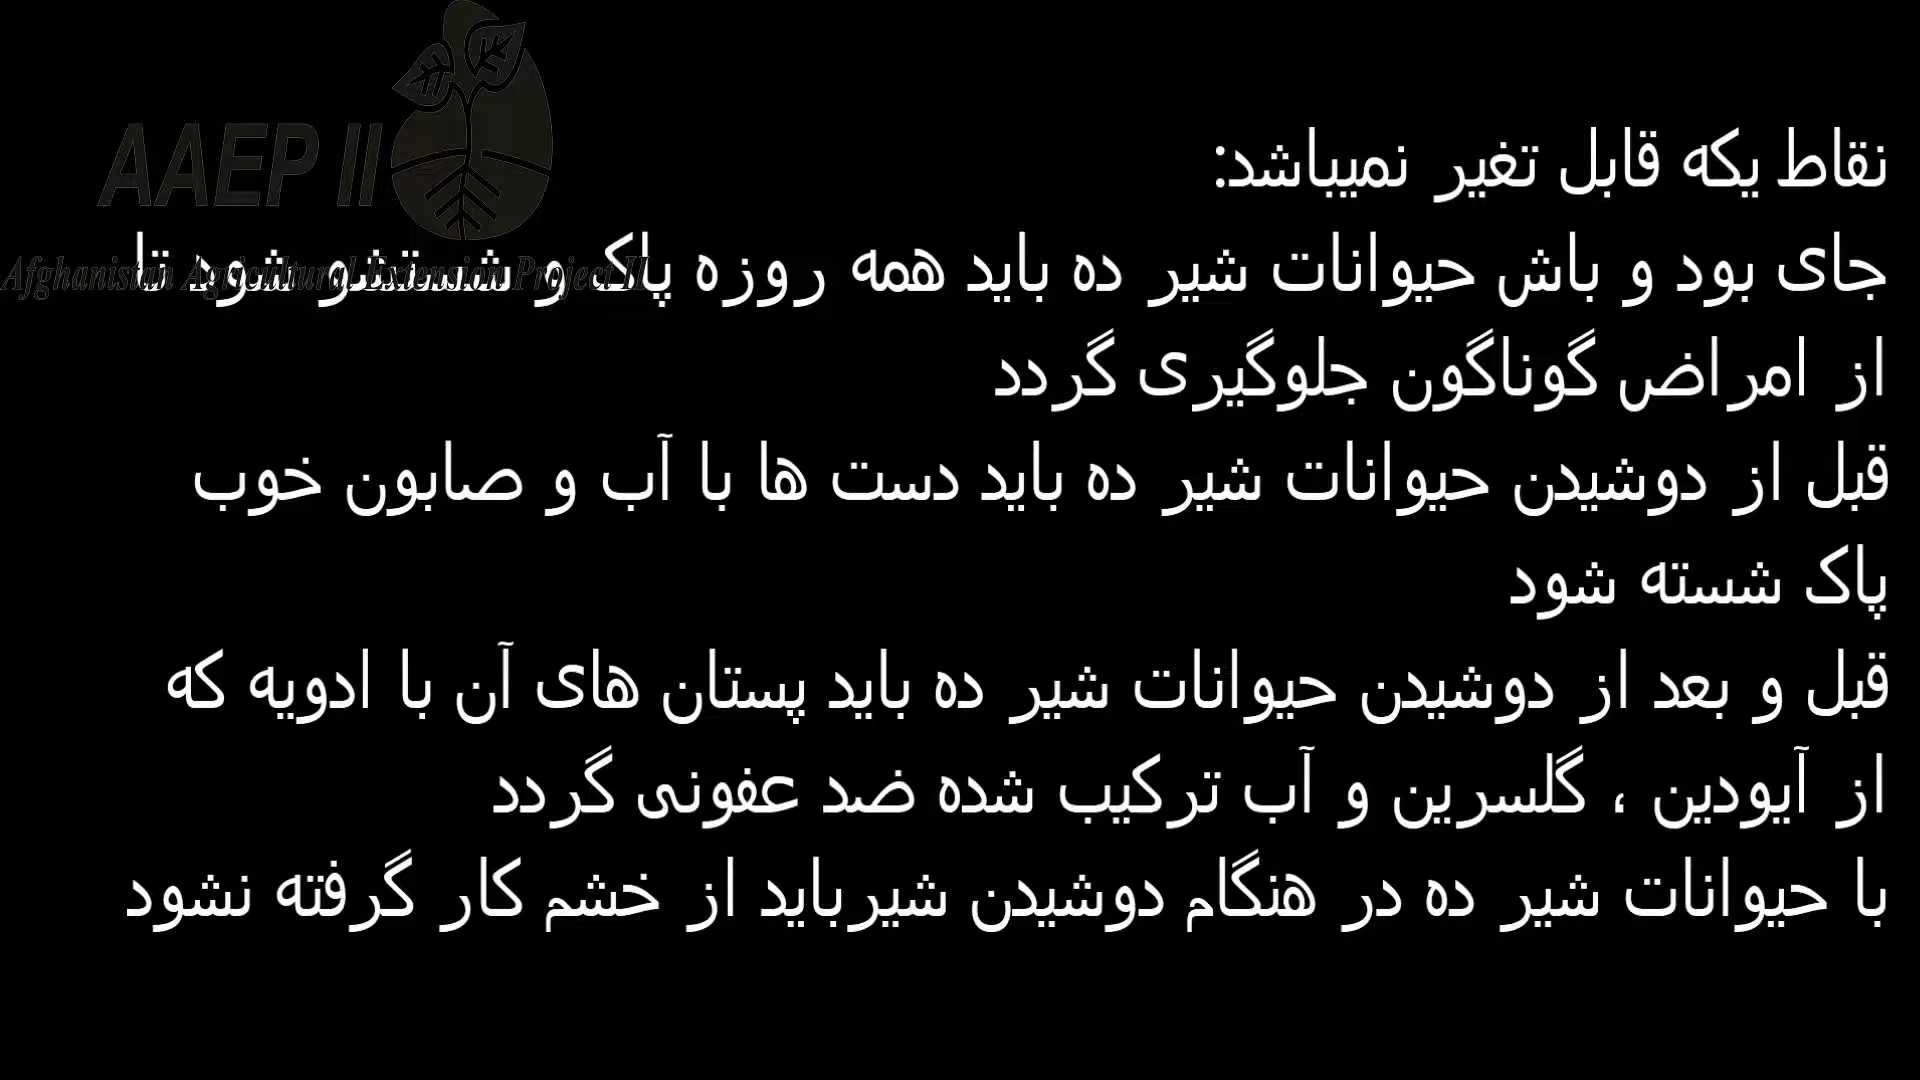 AAEP II
Afghanistan Agricultural Extension Project II
نقاط یکه قابل تغیر نمیباشد:
جای بود و باش حیوانات شیر ده باید همه روزه پاک و شستشو شود تا
از امراض گوناگون جلوگیری گردد
قبل از دوشیدن حیوانات شیر ده باید دست ها با آب و صابون خوب
پاک شسته شود
قبل و بعد از دوشیدن حیوانات شیر ده باید پستان های آن با ادویه که
از آیودین ، گلسرین و آب ترکیب شده ضد عفونی گردد
با حیوانات شیر ده در هنگام دوشیدن شیرباید از خشم کار گرفته نشود